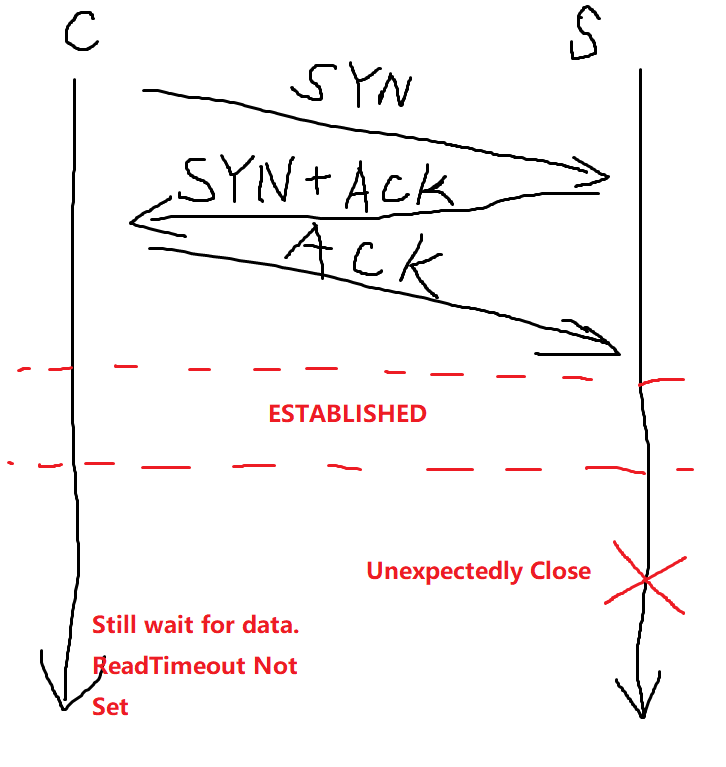 C
S
SYN
SYN+ACK
ACK
ESTABLISHED
Unexpectedly Close
Still wait for data.
ReadTimeout Not
Set